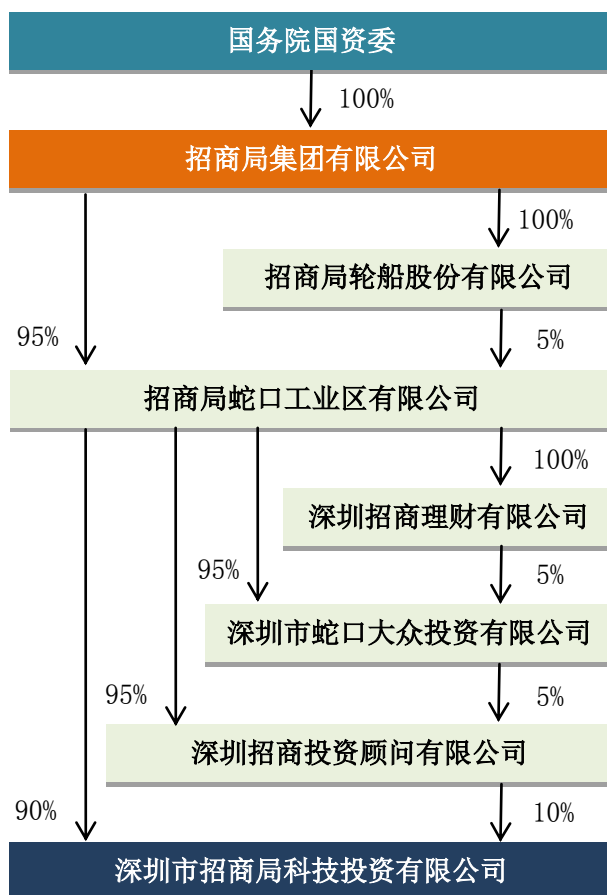 国务院国资委
100%
招商局集团有限公司
100%
招商局轮船股份有限公司
95%
5%
招商局蛇口工业区有限公司
100%
深圳招商理财有限公司
95%
5%
深圳市蛇口大众投资有限公司
95%
5%
深圳招商投资顾问有限公司
90%
10%
深圳市招商局科技投资有限公司